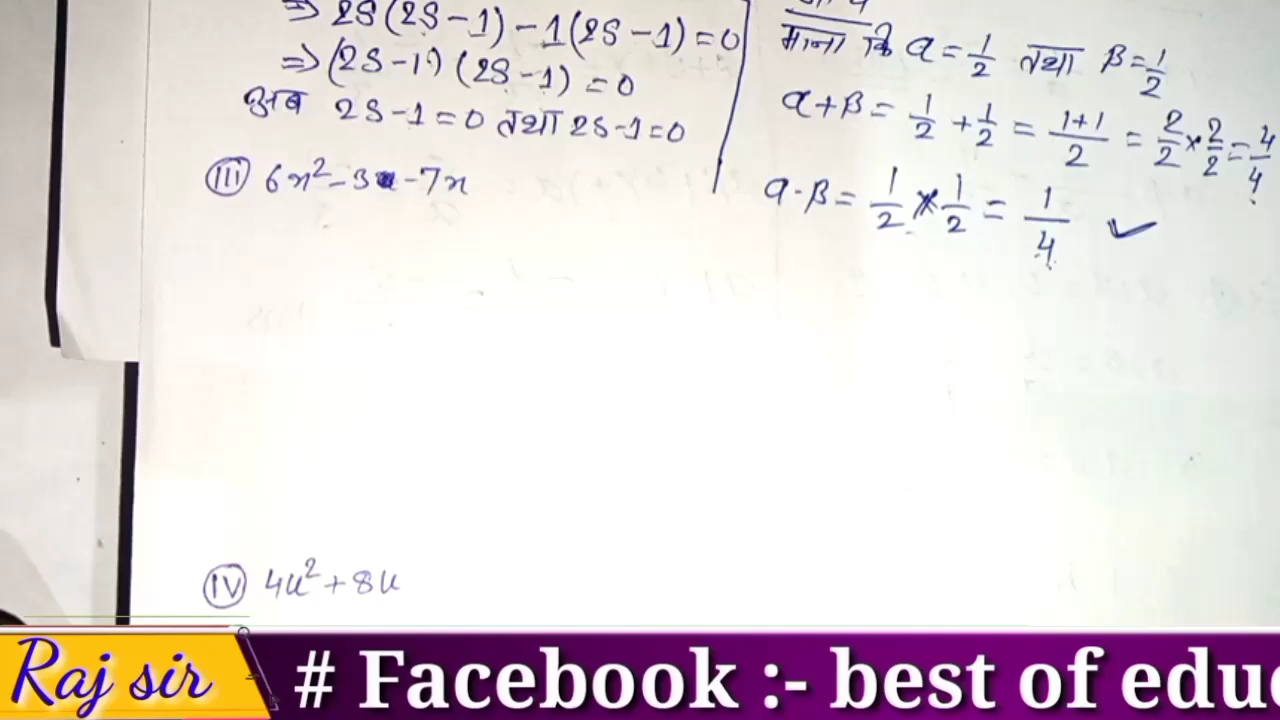 ⇒ 2S(2S-1)-1(2S-1)=0
⇒ (2S-1)(2S-1)=0
अब 2S-1=0 तथा 2S-1=0
(iii) 6x²-3-7x
माना कि α=1/2 तथा β=1/2
α+β= 1/2 + 1/2 = 1+1/2 = 2/2 × 2/2 = 4/4
α·β= 1/2 × 1/2 = 1/4 ✓
(iv) 4u²+8u
Raj sir
# Facebook :- best of educ